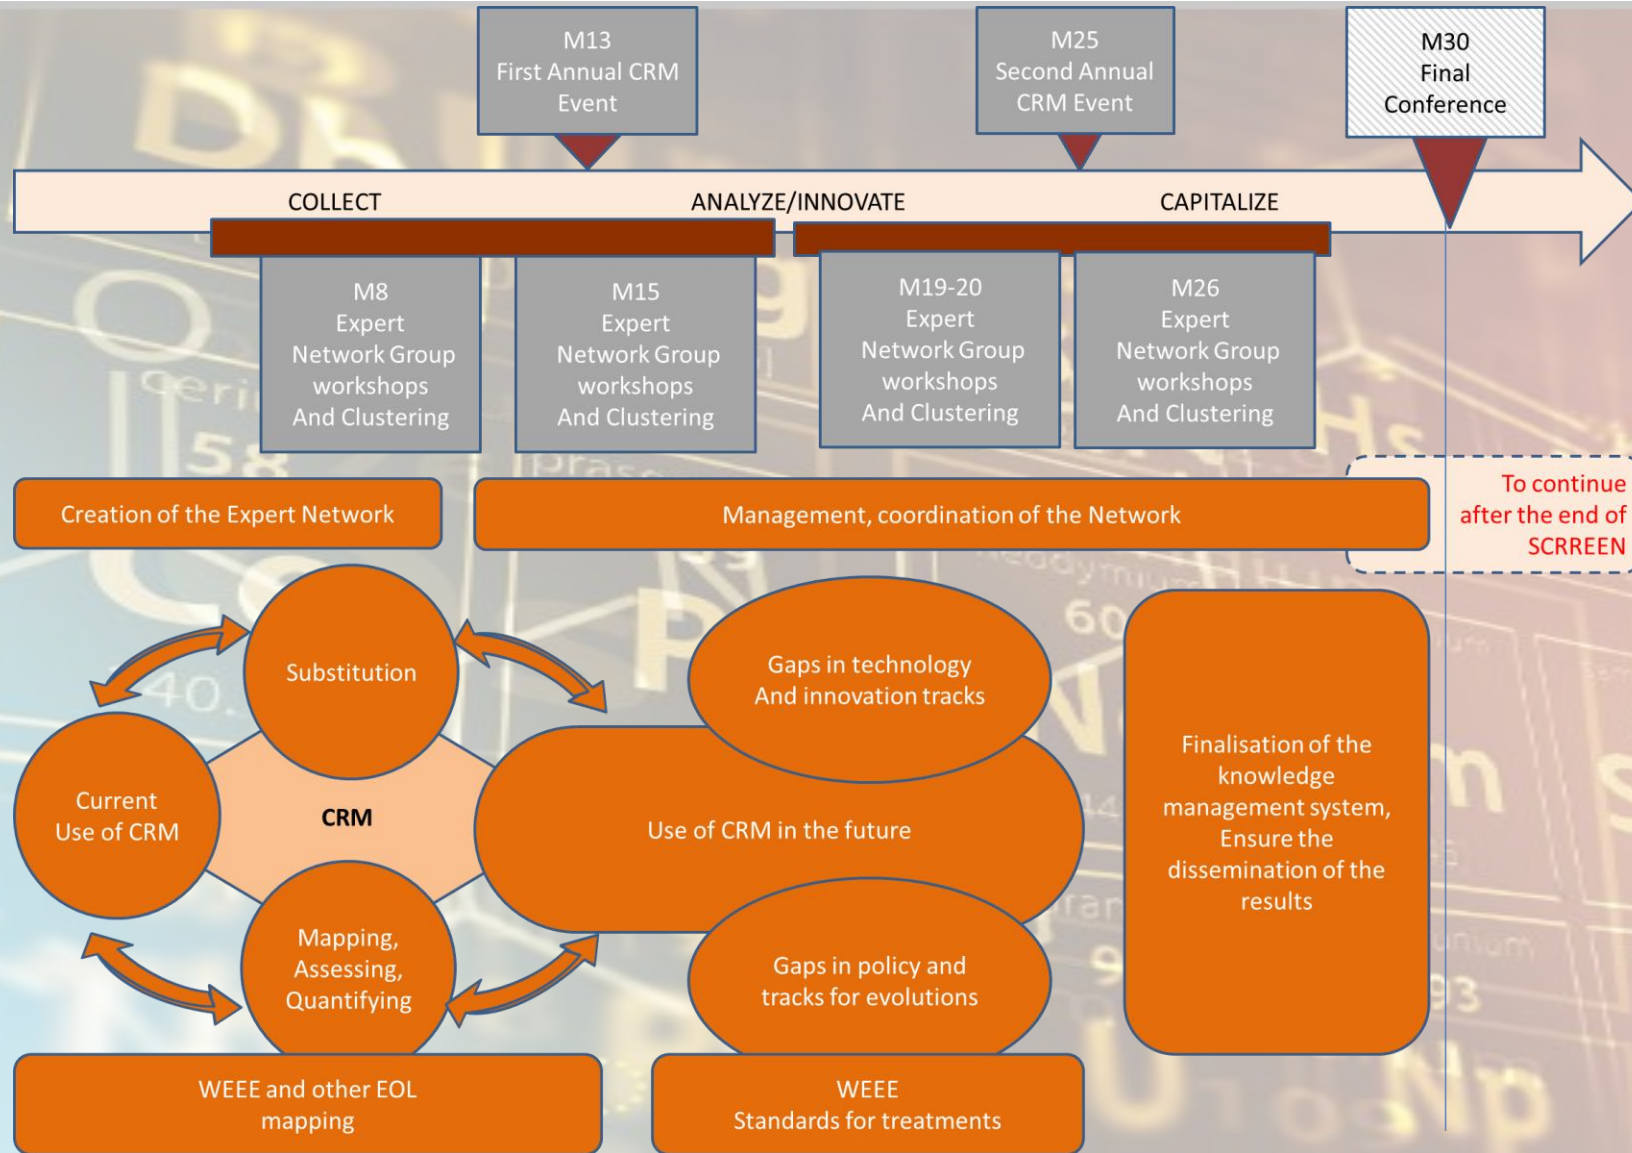 M13
First Annual CRM
Event
M25
Second Annual
CRM Event
M30
Final
Conference
COLLECT
ANALYZE/INNOVATE
CAPITALIZE
M8
Expert
Network Group
workshops
And Clustering
M15
Expert
Network Group
workshops
And Clustering
M19-20
Expert
Network Group
workshops
And Clustering
M26
Expert
Network Group
workshops
And Clustering
Creation of the Expert Network
Management, coordination of the Network
To continue
after the end of
SCRREEN
Substitution
Current
Use of CRM
CRM
Mapping,
Assessing,
Quantifying
Gaps in technology
And innovation tracks
Use of CRM in the future
Gaps in policy and
tracks for evolutions
Finalisation of the
knowledge
management system,
Ensure the
dissemination of the
results
WEEE and other EOL
mapping
WEEE
Standards for treatments
58
60
93
U
Np